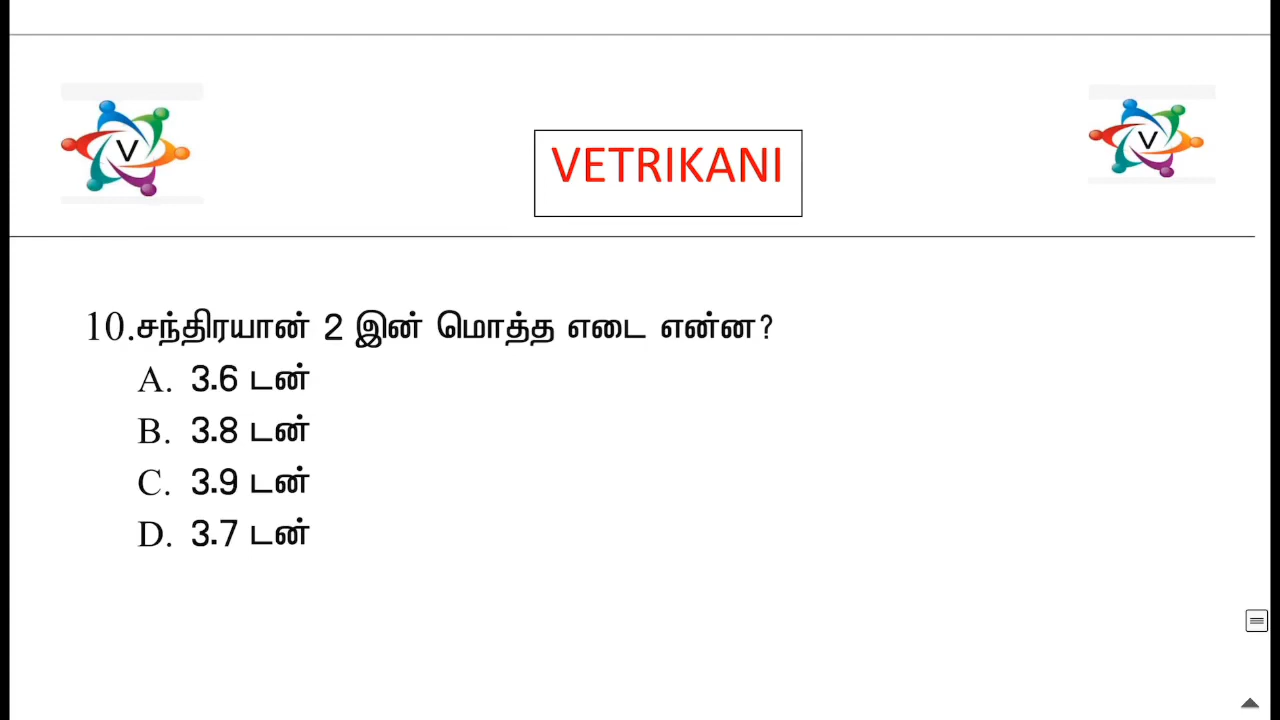 V
VETRIKANI
V
10.சந்திரயான் 2 இன் மொத்த எடை என்ன?
A. 3.6 டன்
B. 3.8 டன்
C. 3.9 டன்
D. 3.7 டன்